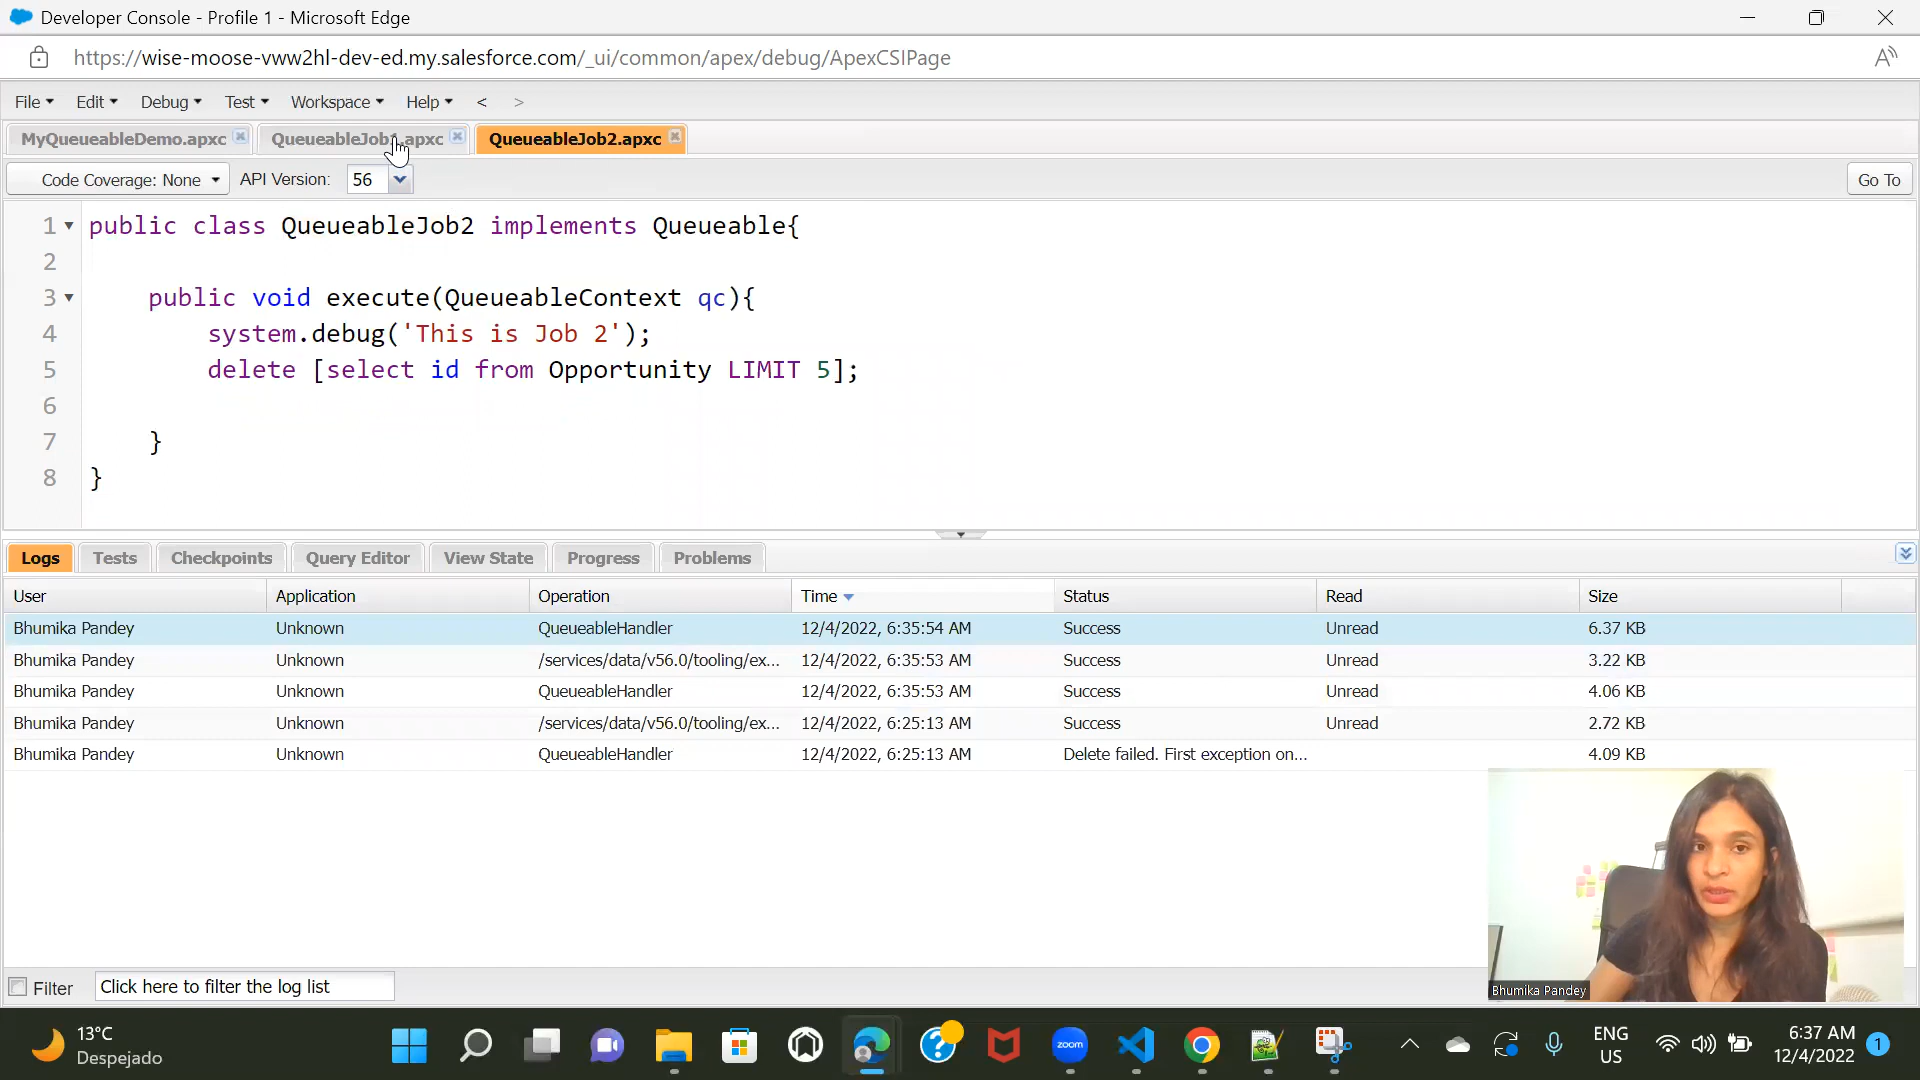 Developer Console - Profile 1 - Microsoft Edge
https://wise-moose-vww2hl-dev-ed.my.salesforce.com/_ui/common/apex/debug/ApexCSIPage
File Edit Debug Test Workspace Help < >
MyQueueableDemo.apxc QueueableJob1.apxc QueueableJob2.apxc
Code Coverage: None API Version: 56 Go To
1 public class QueueableJob2 implements Queueable{
2
3 public void execute(QueueableContext qc){
4 system.debug('This is Job 2');
5 delete [select id from Opportunity LIMIT 5];
6
7 }
8 }
Logs Tests Checkpoints Query Editor View State Progress Problems
User Application Operation Time Status Read Size
Bhumika Pandey Unknown QueueableHandler 12/4/2022, 6:35:54 AM Success Unread 6.37 KB
Bhumika Pandey Unknown /services/data/v56.0/tooling/ex... 12/4/2022, 6:35:53 AM Success Unread 3.22 KB
Bhumika Pandey Unknown QueueableHandler 12/4/2022, 6:35:53 AM Success Unread 4.06 KB
Bhumika Pandey Unknown /services/data/v56.0/tooling/ex... 12/4/2022, 6:25:13 AM Success Unread 2.72 KB
Bhumika Pandey Unknown QueueableHandler 12/4/2022, 6:25:13 AM Delete failed. First exception on... 4.09 KB
Bhumika Pandey
Filter Click here to filter the log list
13°C
Despejado
zoom
ENG
US
6:37 AM
12/4/2022
1